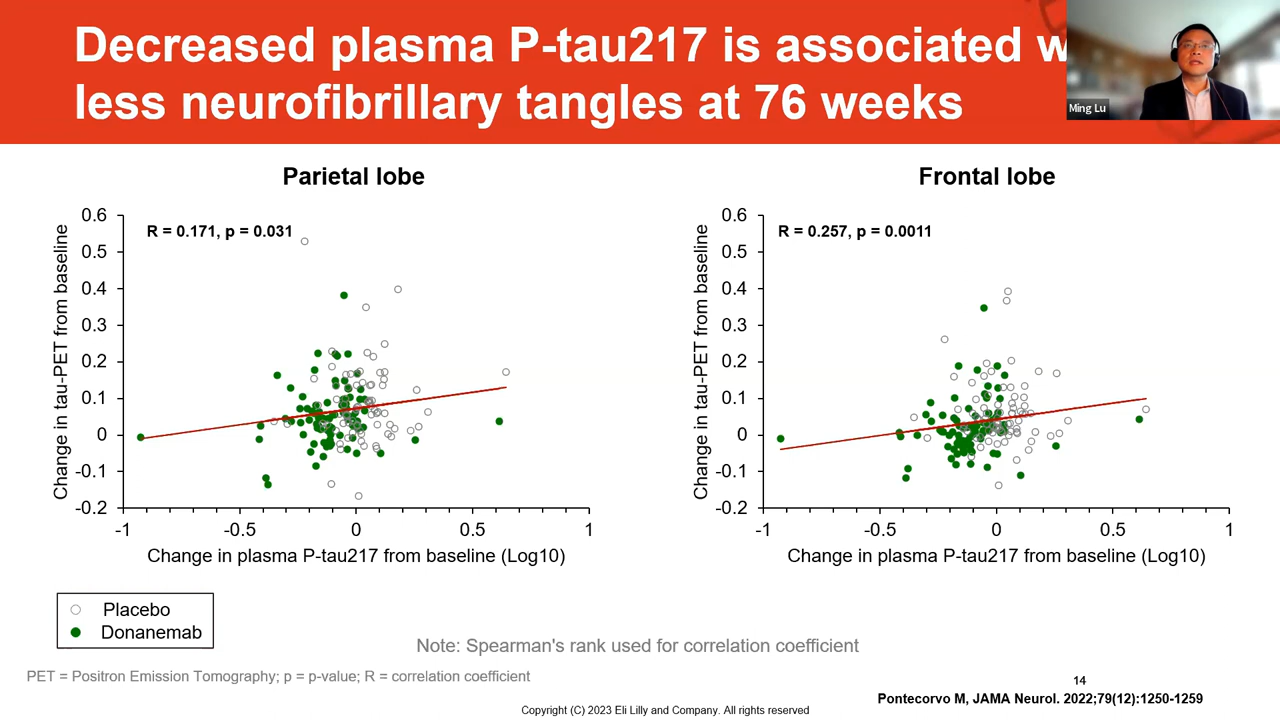 Decreased plasma P-tau217 is associated w
less neurofibrillary tangles at 76 weeks
Ming Lu
Parietal lobe
R = 0.171, p = 0.031
Change in tau-PET from baseline
0.6
0.5
0.4
0.3
0.2
0.1
0
-0.1
-0.2
-1
-0.5
0
0.5
1
Change in plasma P-tau217 from baseline (Log10)
Frontal lobe
R = 0.257, p = 0.0011
Change in tau-PET from baseline
0.6
0.5
0.4
0.3
0.2
0.1
0
-0.1
-0.2
-1
-0.5
0
0.5
1
Change in plasma P-tau217 from baseline (Log10)
Placebo
Donanemab
Note: Spearman's rank used for correlation coefficient
PET = Positron Emission Tomography; p = p-value; R = correlation coefficient
14
Pontecorvo M, JAMA Neurol. 2022;79(12):1250-1259
Copyright (C) 2023 Eli Lilly and Company. All rights reserved